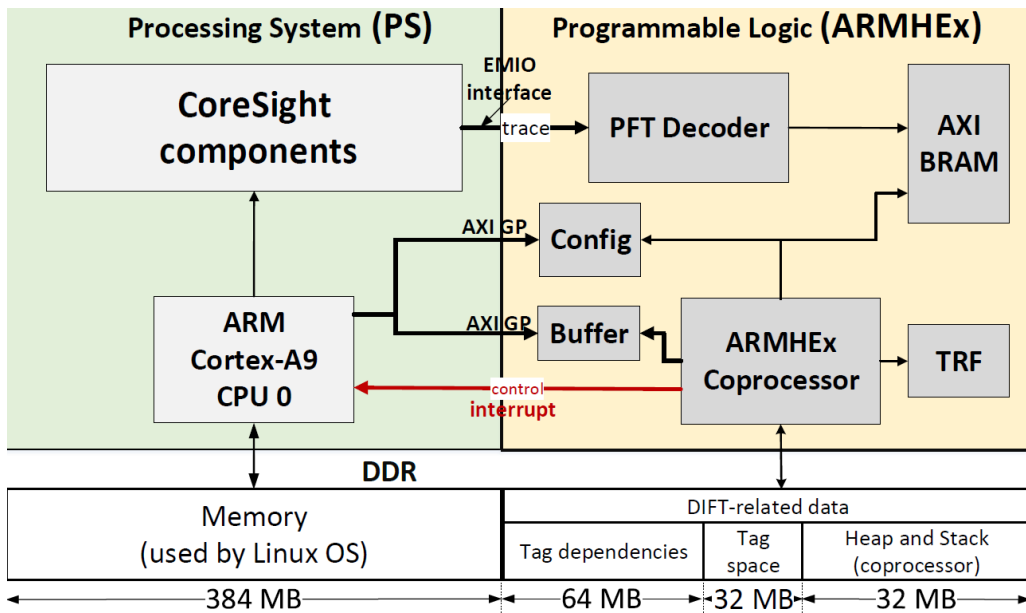 Processing System (PS)
Programmable Logic (ARMHEx)
EMIO
interface
CoreSight
components
trace
PFT Decoder
AXI
BRAM
AXI GP
Config
ARM
Cortex-A9
CPU 0
AXI GP
Buffer
ARMHEx
Coprocessor
TRF
control
interrupt
DDR
Memory
(used by Linux OS)
DIFT-related data
Tag dependencies
Tag
space
Heap and Stack
(coprocessor)
384 MB
64 MB
32 MB
32 MB